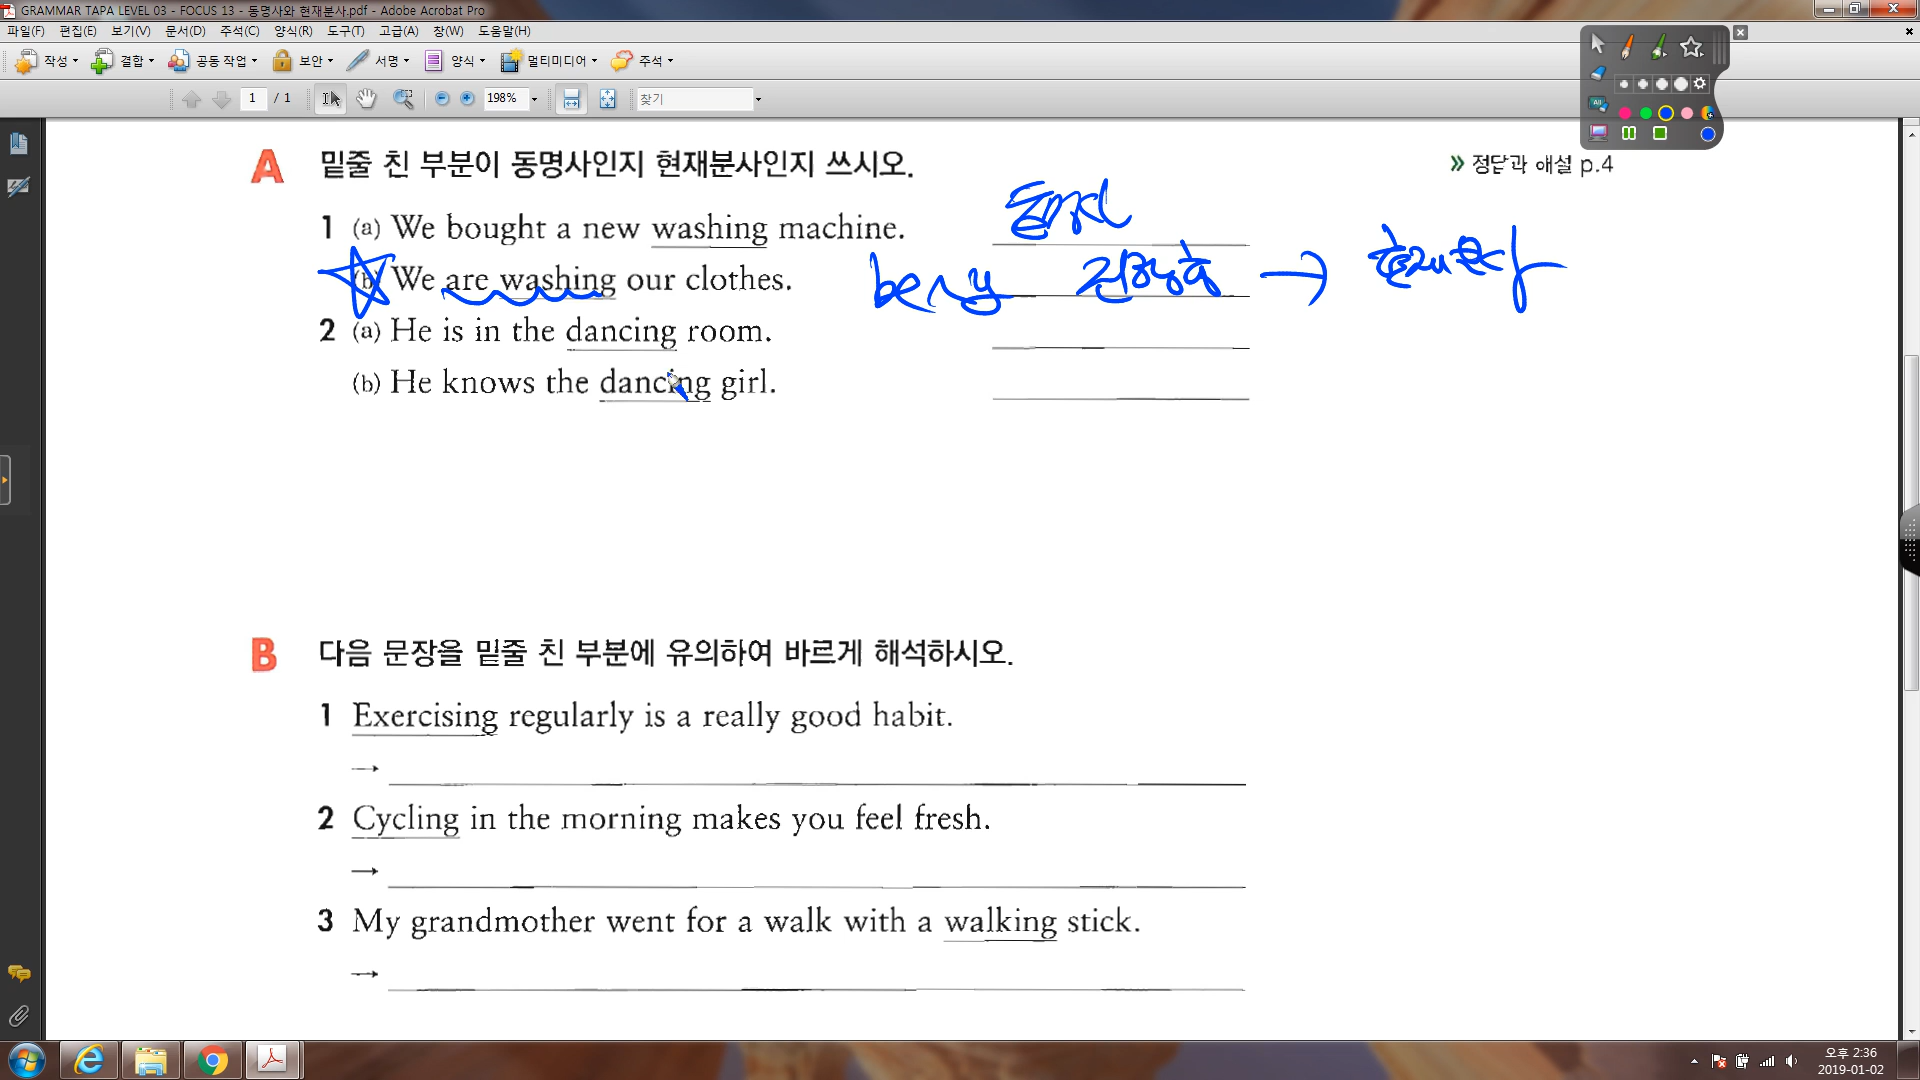 GRAMMAR TAPA LEVEL 03 - FOCUS 13 - 동명사와 현재분사.pdf - Adobe Acrobat Pro
파일(F) 편집(E) 보기(V) 문서(D) 주석(C) 양식(R) 도구(T) 고급(A) 창(W) 도움말(H)
작성 결합 공동 작업 보안 서명 양식 멀티미디어 주석
1 / 1 198% 찾기
A 밑줄 친 부분이 동명사인지 현재분사인지 쓰시오.
» 정답과 해설 p.4
1 (a) We bought a new washing machine. 동명사
(b) We are washing our clothes. be ~ing 진행형 → 현재분사
2 (a) He is in the dancing room.
(b) He knows the dancing girl.
B 다음 문장을 밑줄 친 부분에 유의하여 바르게 해석하시오.
1 Exercising regularly is a really good habit.
→
2 Cycling in the morning makes you feel fresh.
→
3 My grandmother went for a walk with a walking stick.
→
오후 2:36
2019-01-02